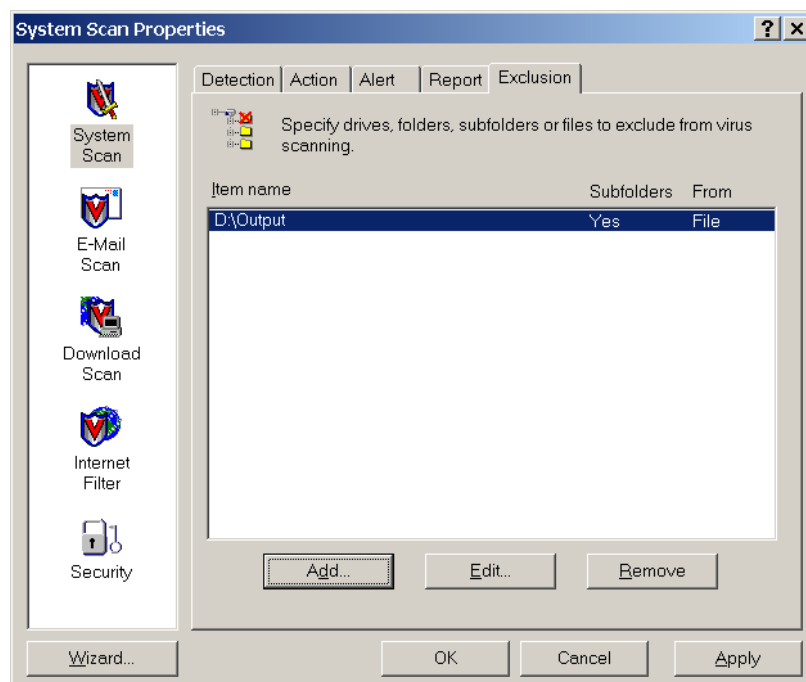 System Scan Properties
? ×
System
Scan
E-Mail
Scan
Download
Scan
Internet
Filter
Security
Detection Action Alert Report Exclusion
Specify drives, folders, subfolders or files to exclude from virus
scanning.
Item name Subfolders From
D:\Output Yes File
Add... Edit... Remove
Wizard... OK Cancel Apply